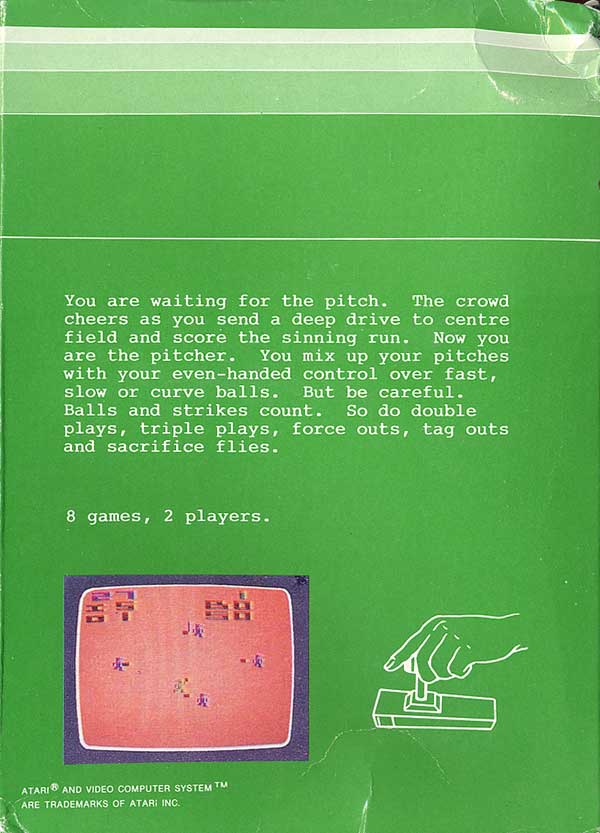 You are waiting for the pitch. The crowd
cheers as you send a deep drive to centre
field and score the sinning run. Now you
are the pitcher. You mix up your pitches
with your even-handed control over fast,
slow or curve balls. But be careful.
Balls and strikes count. So do double
plays, triple plays, force outs, tag outs
and sacrifice flies.
8 games, 2 players.
ATARI® AND VIDEO COMPUTER SYSTEM™
ARE TRADEMARKS OF ATARI INC.